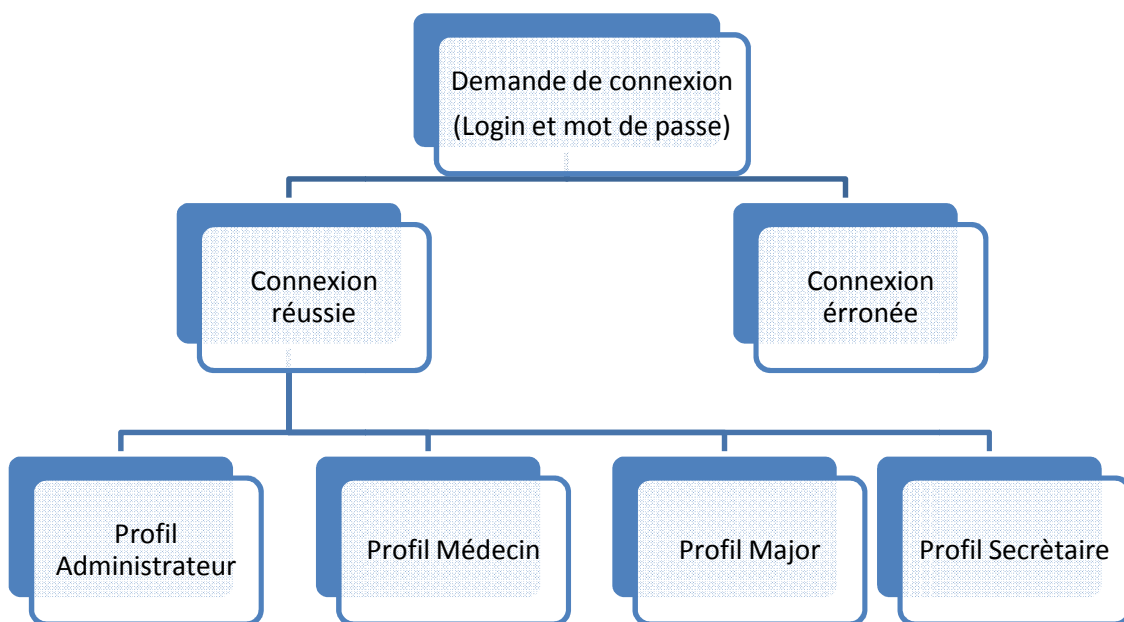 Demande de connexion
(Login et mot de passe)
Connexion
réussie
Connexion
érronée
Profil
Administrateur
Profil Médecin
Profil Major
Profil Secrètaire